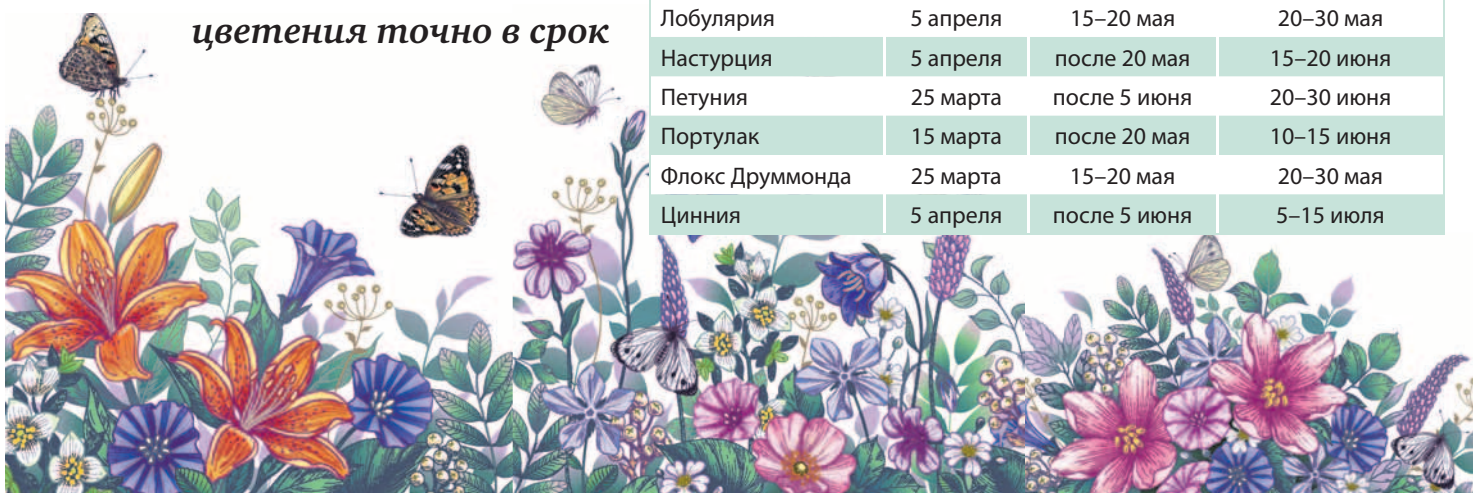 цветения точно в срок
Лобулярия 5 апреля 15–20 мая 20–30 мая
Настурция 5 апреля после 20 мая 15–20 июня
Петуния 25 марта после 5 июня 20–30 июня
Портулак 15 марта после 20 мая 10–15 июня
Флокс Друммонда 25 марта 15–20 мая 20–30 мая
Цинния 5 апреля после 5 июня 5–15 июля